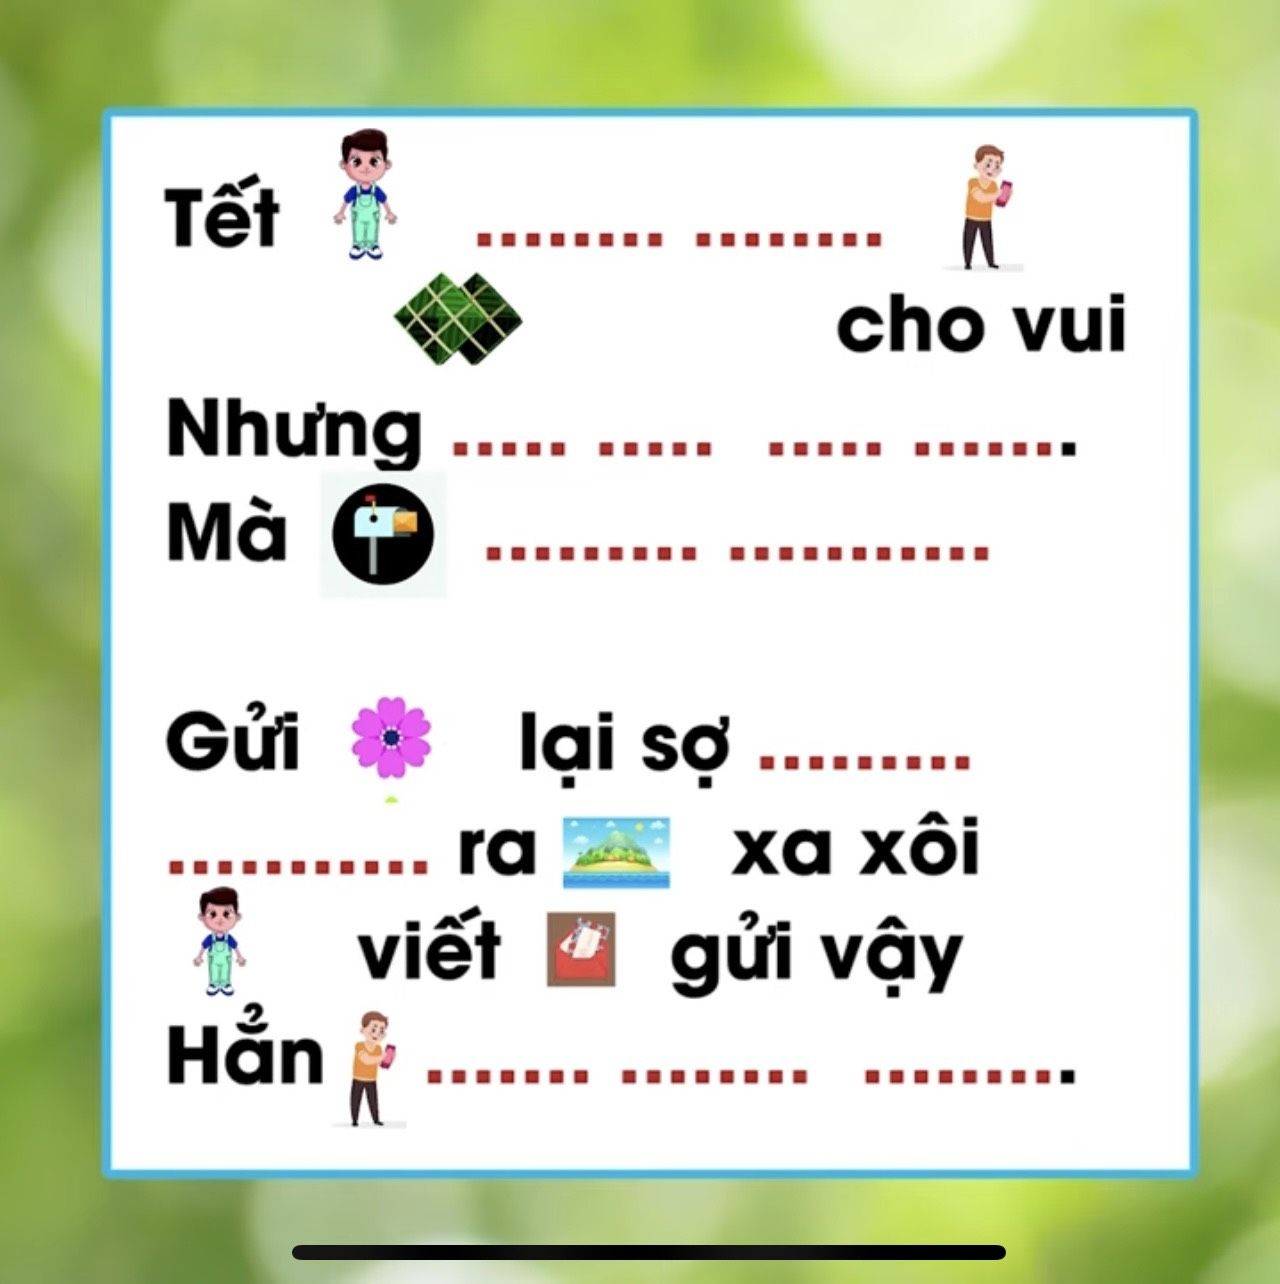 Tết ........ ........
cho vui
Nhưng ..... ..... ..... .......
Mà ......... ...........
Gửi lại sợ .........
........... ra xa xôi
viết gửi vậy
Hẳn ....... ........ .........